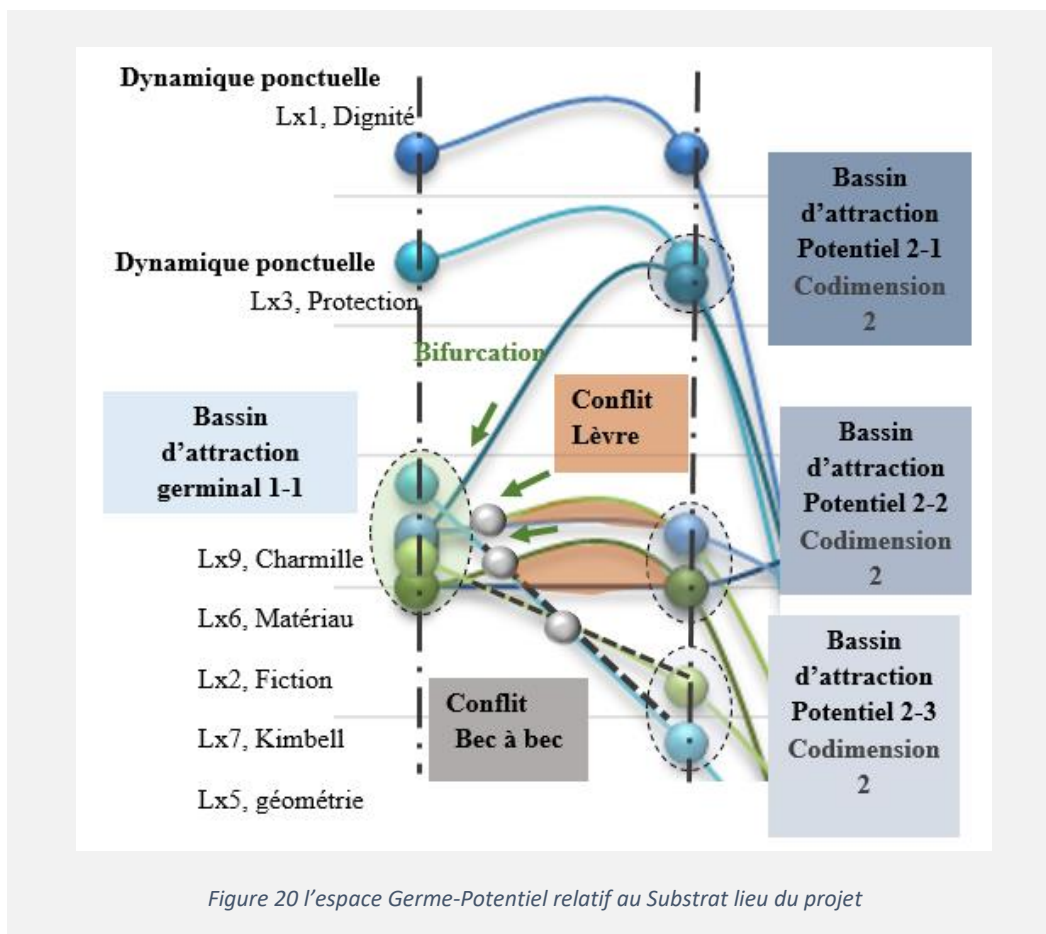 Dynamique ponctuelle
Lx1, Dignité
Dynamique ponctuelle
Lx3, Protection
Bifurcation
Bassin
d'attraction
germinal 1-1
Conflit
Lèvre
Lx9, Charmille
Lx6, Matériau
Lx2, Fiction
Lx7, Kimbell
Lx5, géométrie
Conflit
Bec à bec
Bassin
d'attraction
Potentiel 2-1
Codimension
2
Bassin
d'attraction
Potentiel 2-2
Codimension
2
Bassin
d'attraction
Potentiel 2-3
Codimension
2
Figure 20 l'espace Germe-Potentiel relatif au Substrat lieu du projet